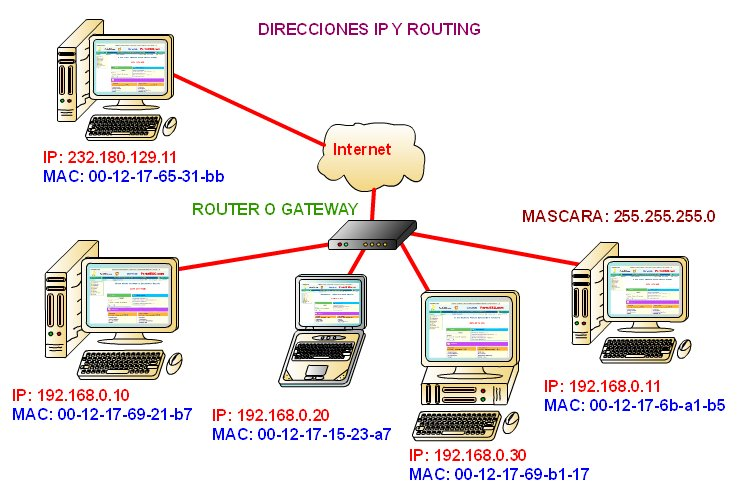 DIRECCIONES IP Y ROUTING
Internet
IP: 232.180.129.11
MAC: 00-12-17-65-31-bb
ROUTER O GATEWAY
MASCARA: 255.255.255.0
IP: 192.168.0.10
MAC: 00-12-17-69-21-b7
IP: 192.168.0.20
MAC: 00-12-17-15-23-a7
IP: 192.168.0.30
MAC: 00-12-17-69-b1-17
IP: 192.168.0.11
MAC: 00-12-17-6b-a1-b5